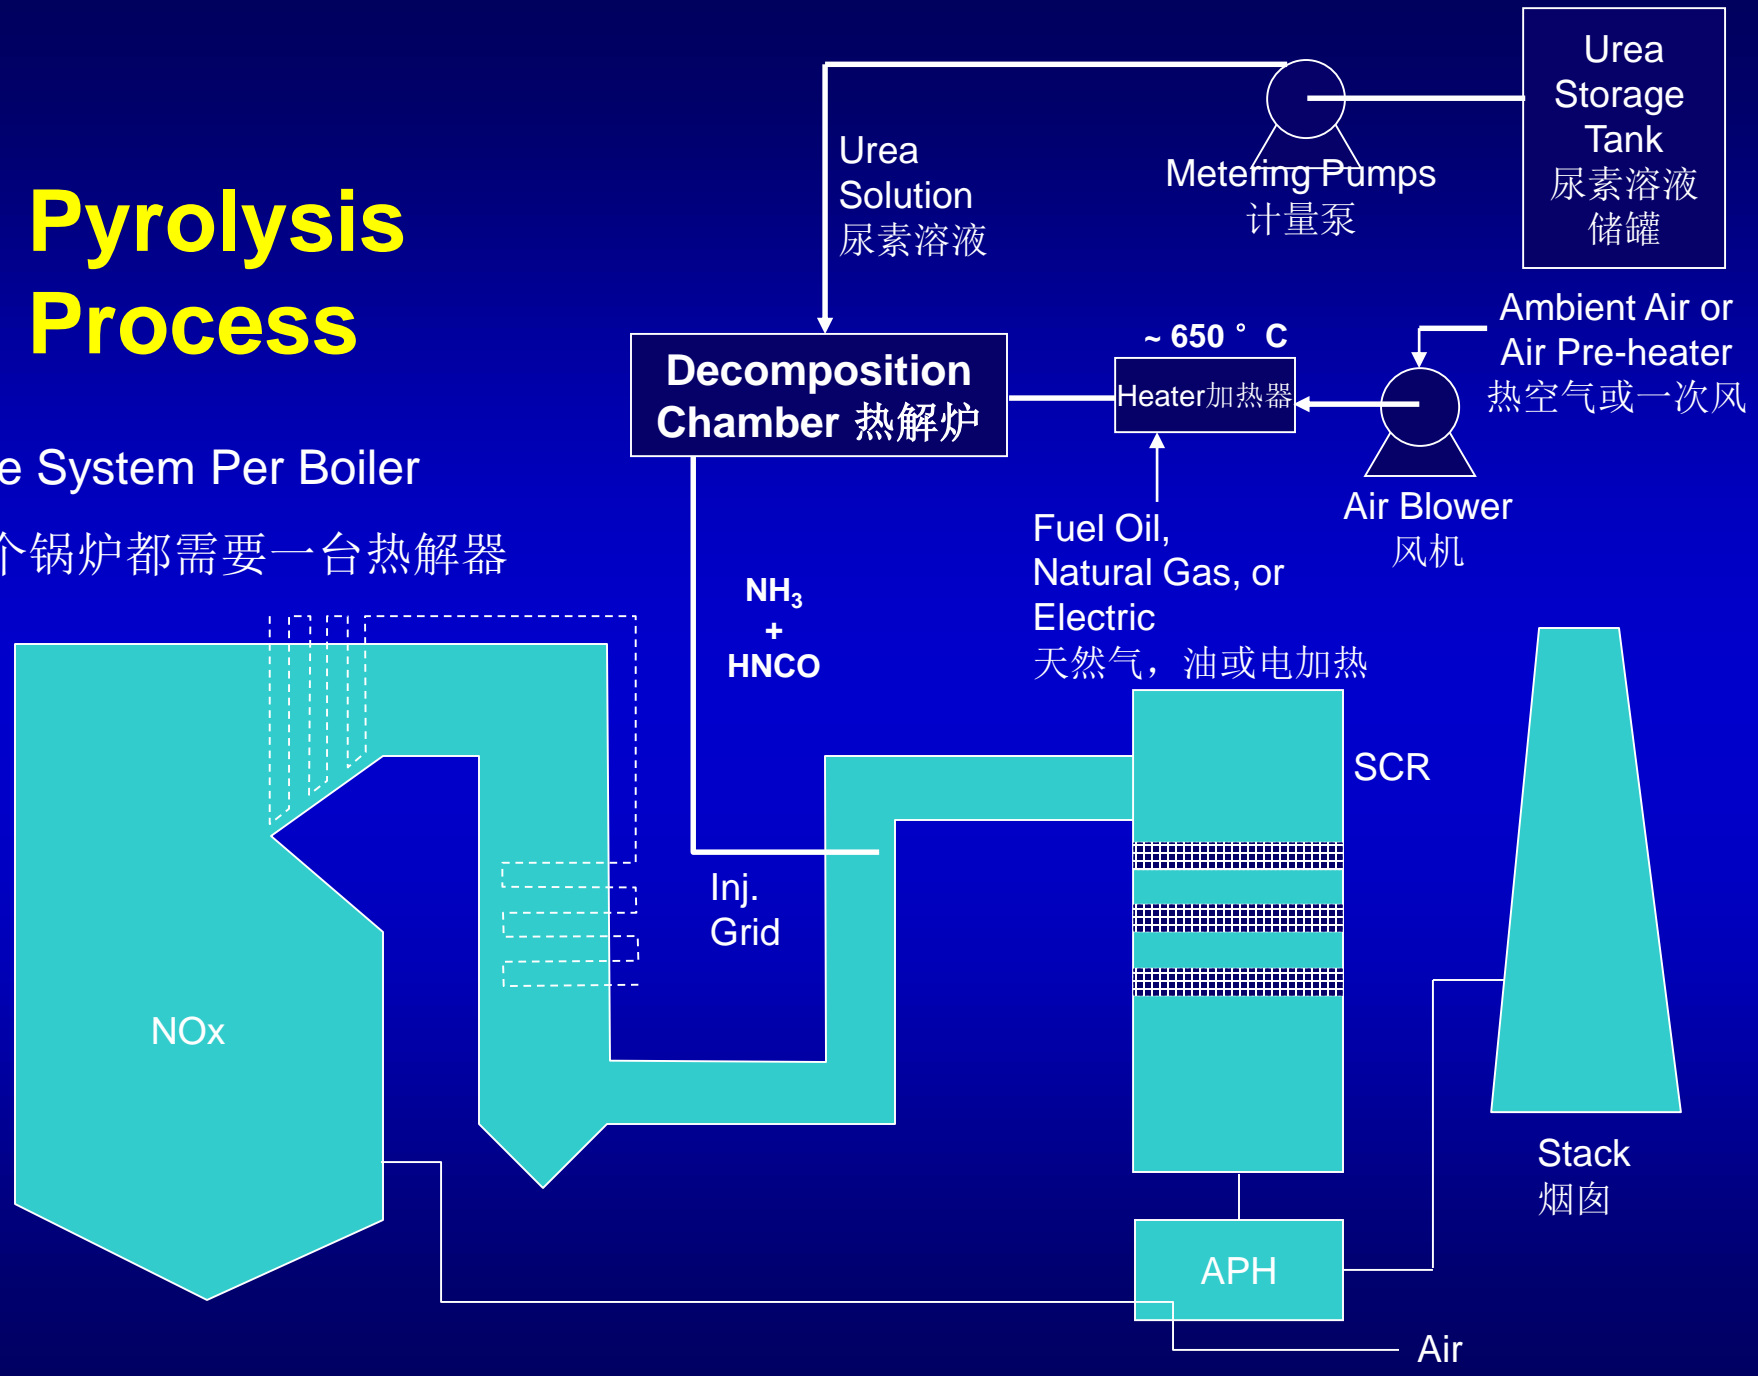 Urea
Storage
Tank
尿素溶液
储罐
Urea
Solution
尿素溶液
Metering Pumps
计量泵
Pyrolysis
Process
Ambient Air or
Air Pre-heater
热空气或一次风
~ 650 ° C
Decomposition
Chamber 热解炉
Heater加热器
e System Per Boiler
个锅炉都需要一台热解器
Air Blower
风机
Fuel Oil,
Natural Gas, or
Electric
天然气，油或电加热
NH₃
+
HNCO
SCR
Inj.
Grid
NOx
Stack
烟囱
APH
Air